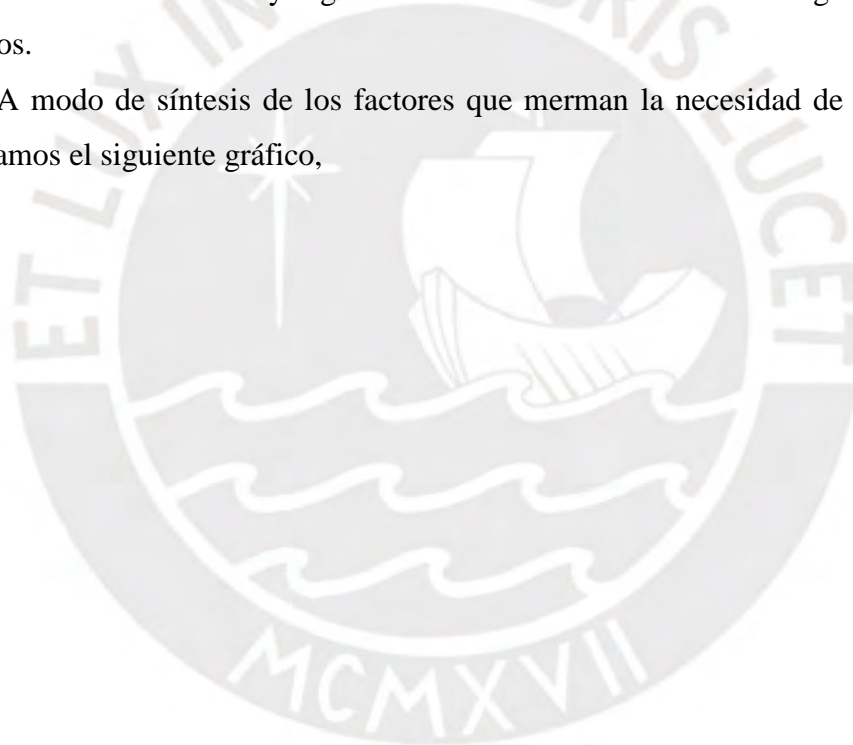 y
os.
A modo de síntesis de los factores que merman la necesidad de
amos el siguiente gráfico,
ET LUX IN BRIS LUCET
MCMXVII